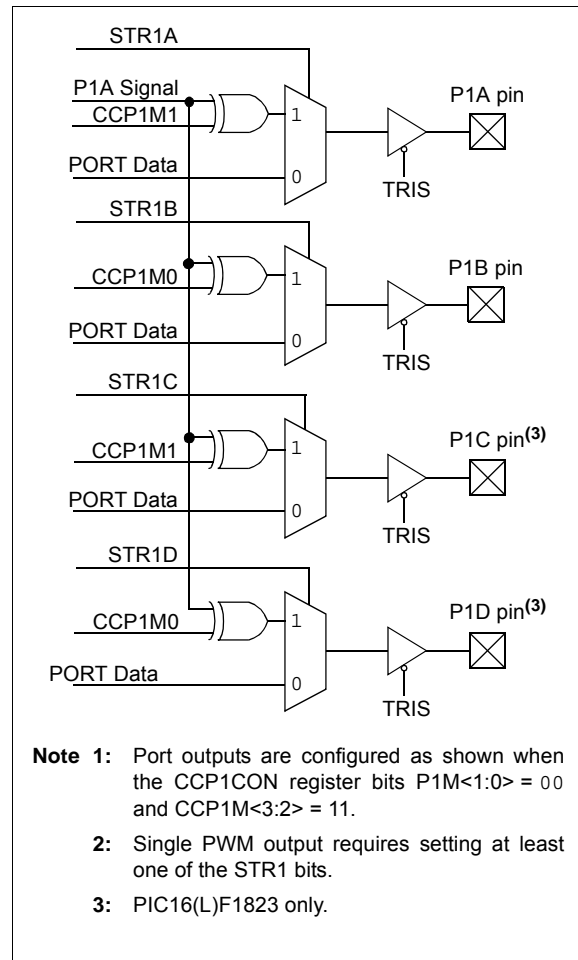 STR1A
P1A Signal
CCP1M1
1
P1A pin
PORT Data
0
TRIS
STR1B
1
P1B pin
CCP1M0
PORT Data
0
TRIS
STR1C
1
P1C pin(3)
CCP1M1
PORT Data
0
TRIS
STR1D
1
P1D pin(3)
CCP1M0
PORT Data
0
TRIS
Note 1: Port outputs are configured as shown when
the CCP1CON register bits P1M<1:0> = 00
and CCP1M<3:2> = 11.
2: Single PWM output requires setting at least
one of the STR1 bits.
3: PIC16(L)F1823 only.